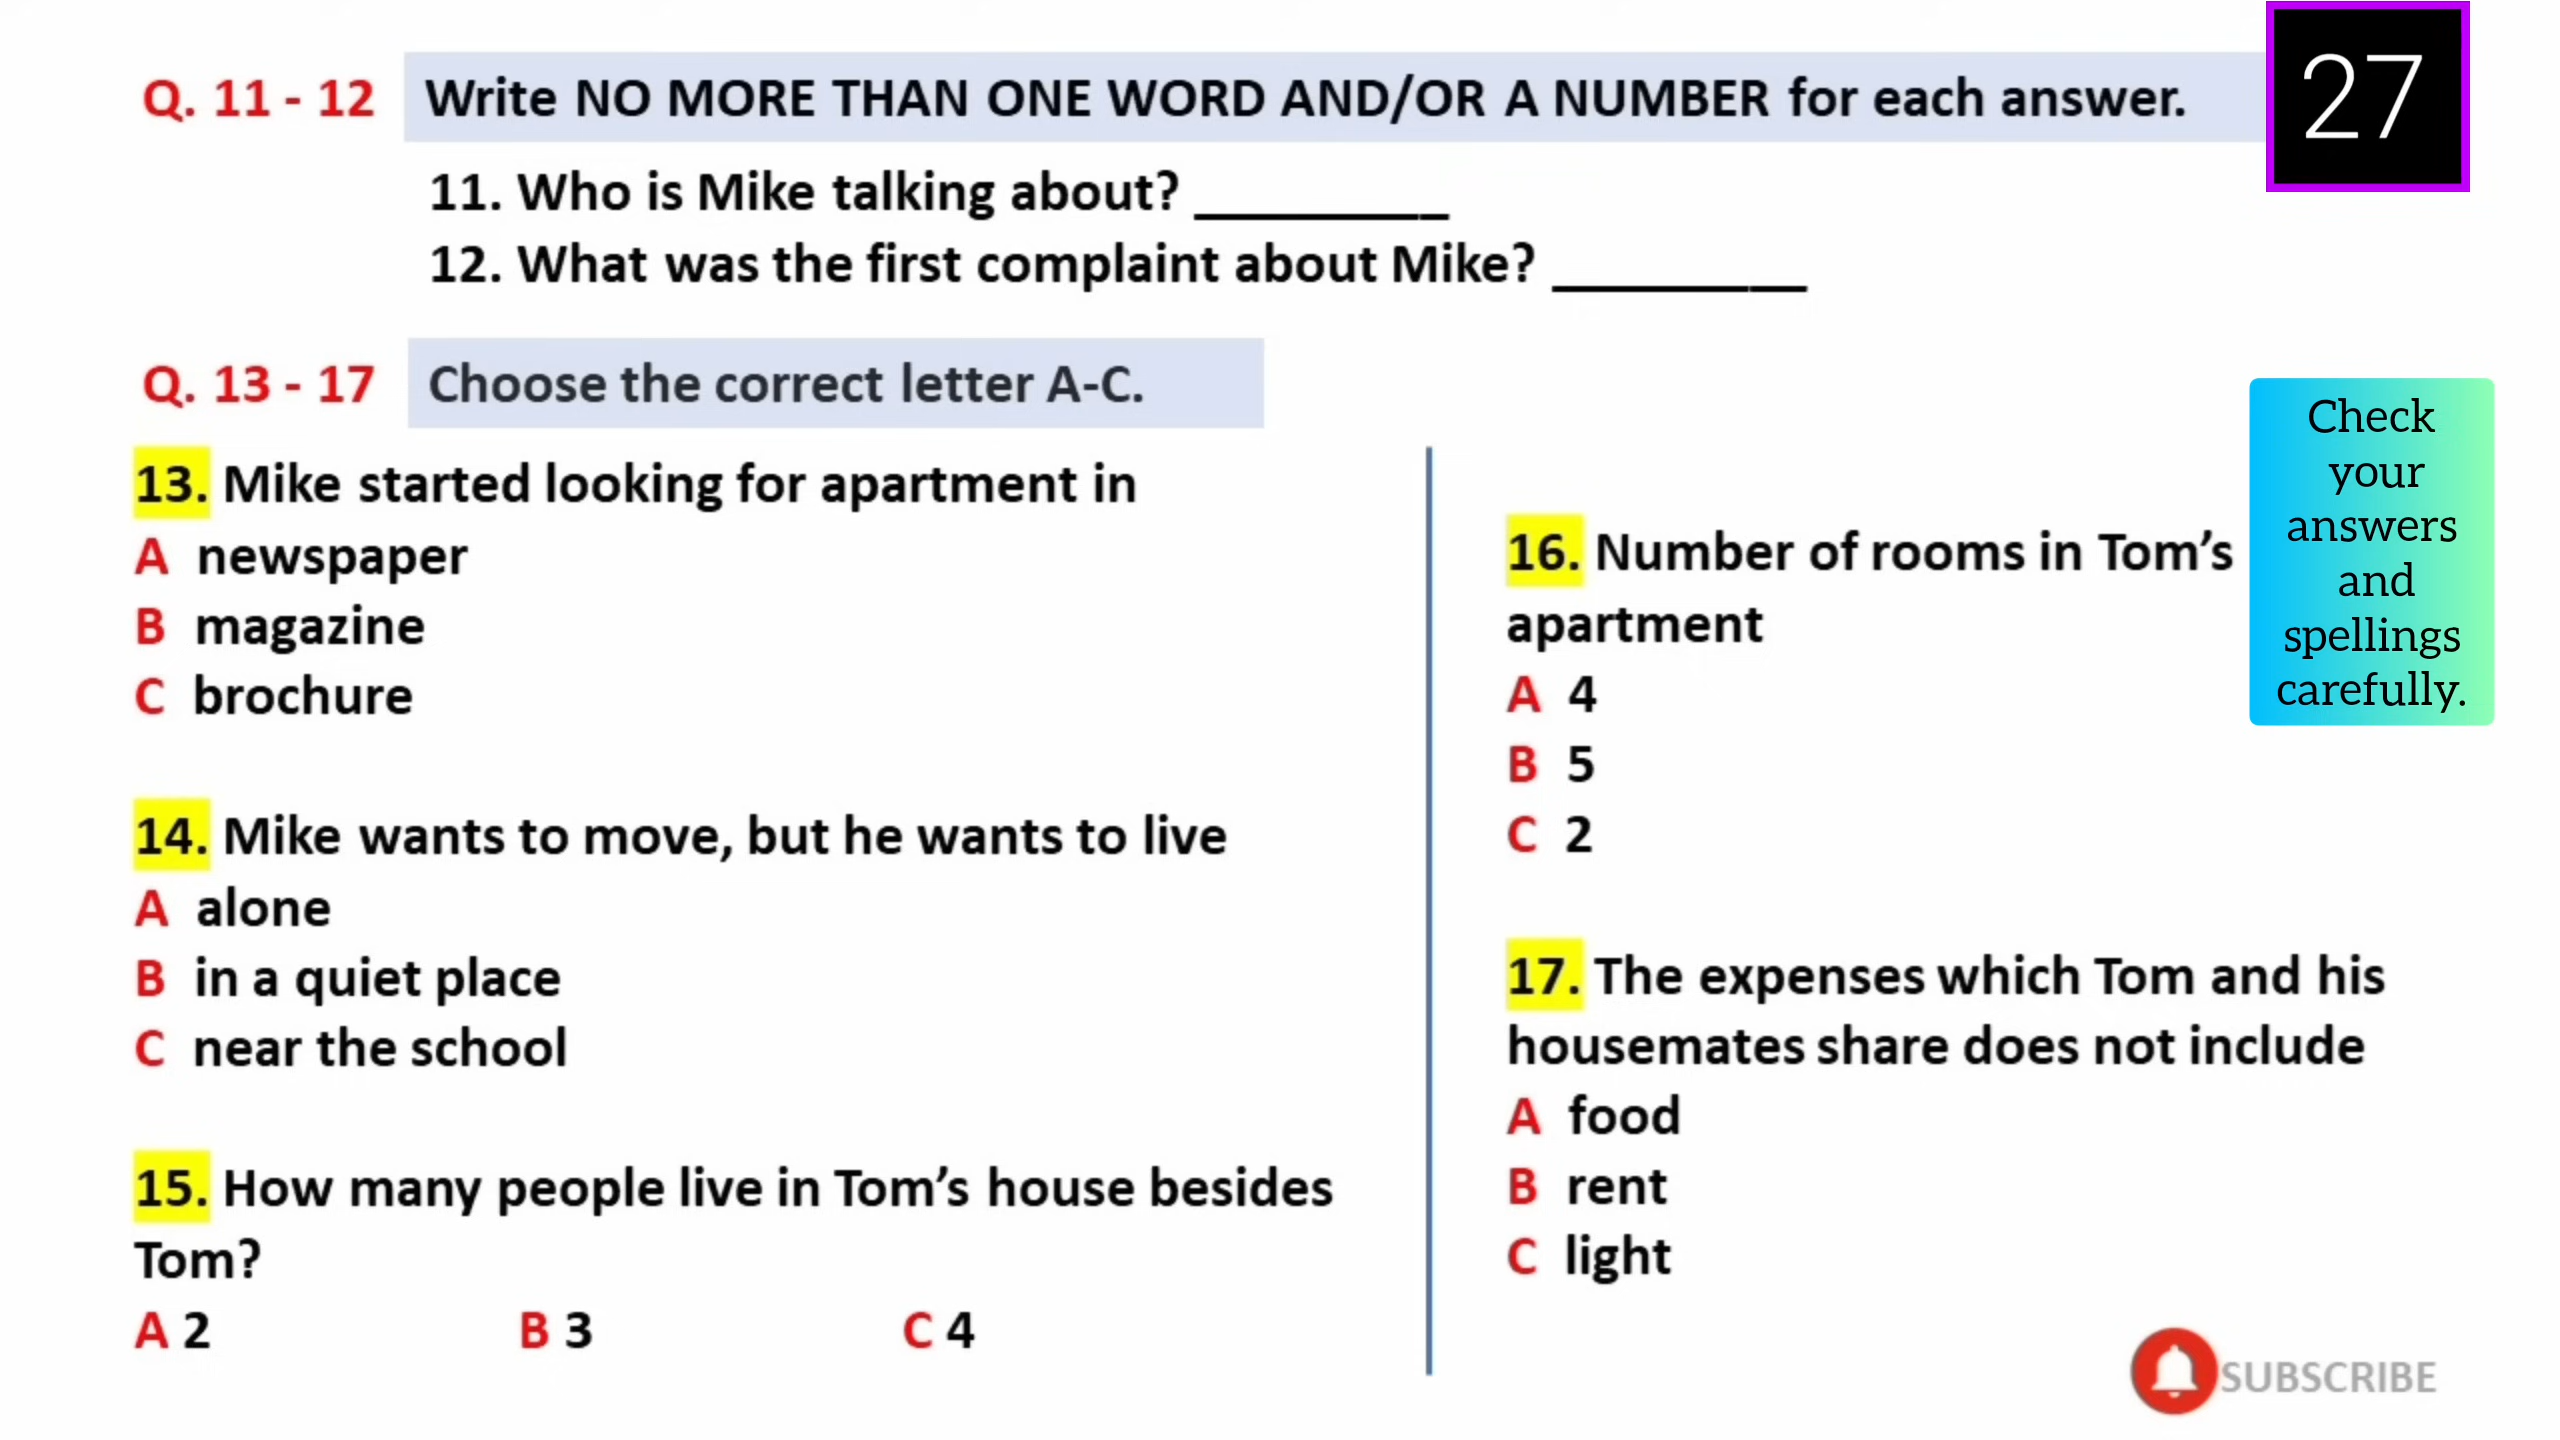 Q. 11 - 12 Write NO MORE THAN ONE WORD AND/OR A NUMBER for each answer.
27
11. Who is Mike talking about? _________
12. What was the first complaint about Mike? _________
Q. 13 - 17 Choose the correct letter A-C.
13. Mike started looking for apartment in
A newspaper
B magazine
C brochure
14. Mike wants to move, but he wants to live
A alone
B in a quiet place
C near the school
15. How many people live in Tom's house besides
Tom?
A 2 B 3 C 4
16. Number of rooms in Tom's
apartment
A 4
B 5
C 2
17. The expenses which Tom and his
housemates share does not include
A food
B rent
C light
Check
your
answers
and
spellings
carefully.
SUBSCRIBE